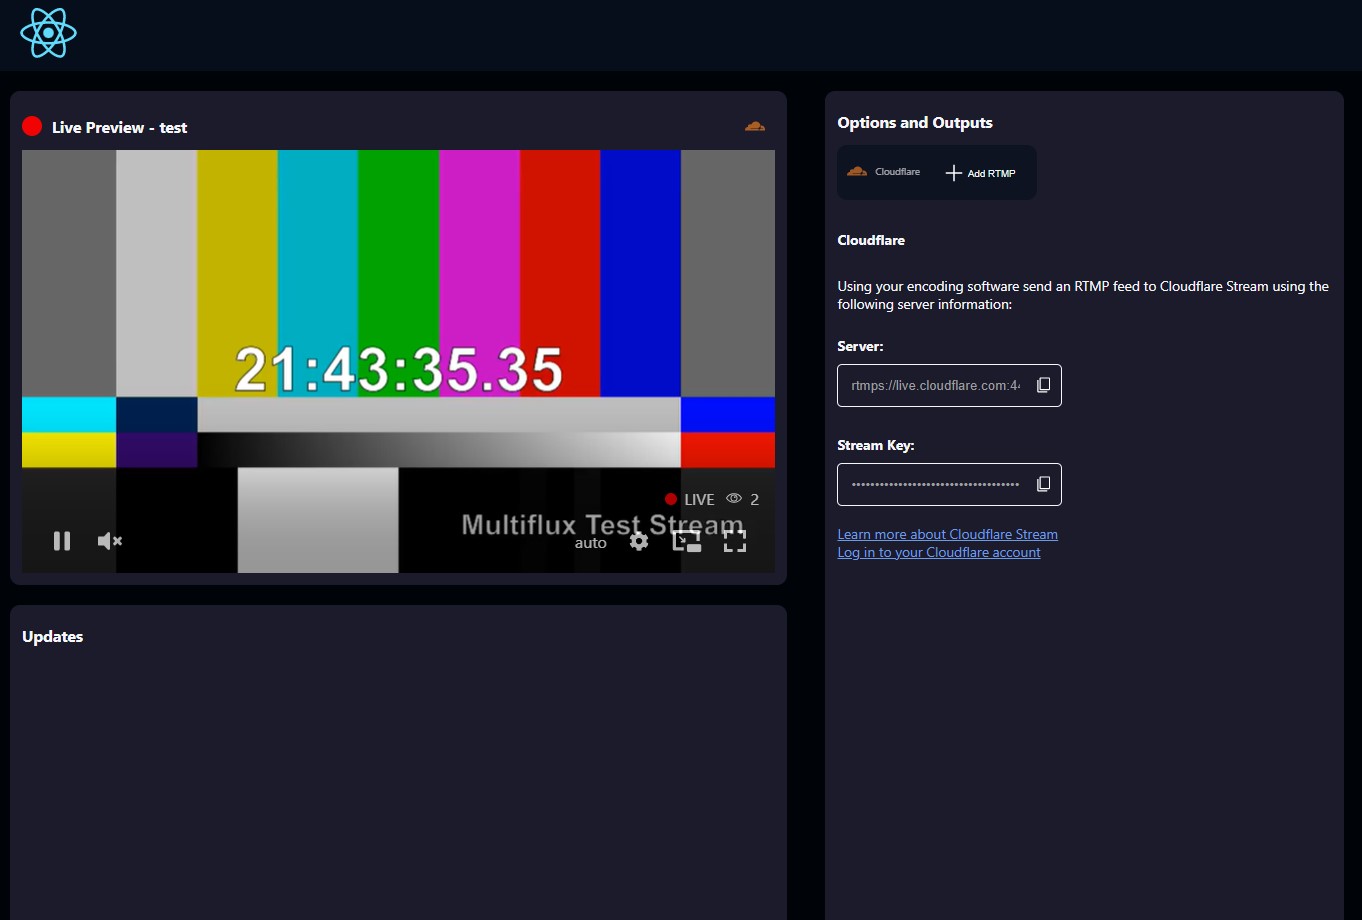 Live Preview - test
21:43:35.35
LIVE 2
Multiflux Test Stream
auto
Updates
Options and Outputs
Cloudflare
Add RTMP
Cloudflare
Using your encoding software send an RTMP feed to Cloudflare Stream using the
following server information:
Server:
rtmps://live.cloudflare.com:4
Stream Key:
••••••••••••••••••••••••••••••••••••
Learn more about Cloudflare Stream
Log in to your Cloudflare account